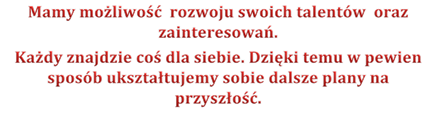 Mamy możliwość rozwoju swoich talentów oraz
zainteresowań.
Każdy znajdzie coś dla siebie. Dzięki temu w pewien
sposób ukształtujemy sobie dalsze plany na
przyszłość.